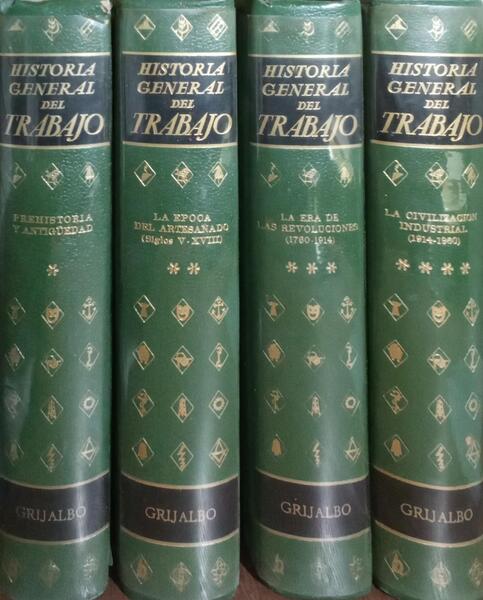 HISTORIA
GENERAL
DEL
TRABAJO
PREHISTORIA
Y ANTIGÜEDAD
*
GRIJALBO
HISTORIA
GENERAL
DEL
TRABAJO
LA EPOCA
DEL ARTESANADO
(Siglos V-XVIII)
**
GRIJALBO
HISTORIA
GENERAL
DEL
TRABAJO
LA ERA DE
LAS REVOLUCIONES
(1760-1914)
***
GRIJALBO
HISTORIA
GENERAL
DEL
TRABAJO
LA CIVILIZACION
INDUSTRIAL
(1914-1960)
****
GRIJALBO